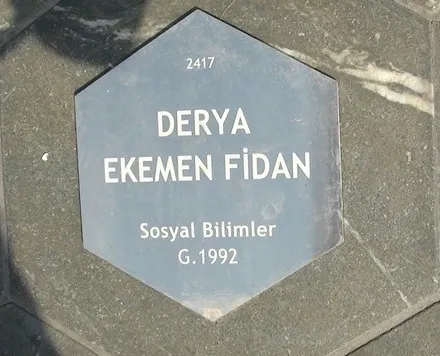 2417
DERYA
EKEMEN FİDAN
Sosyal Bilimler
G.1992